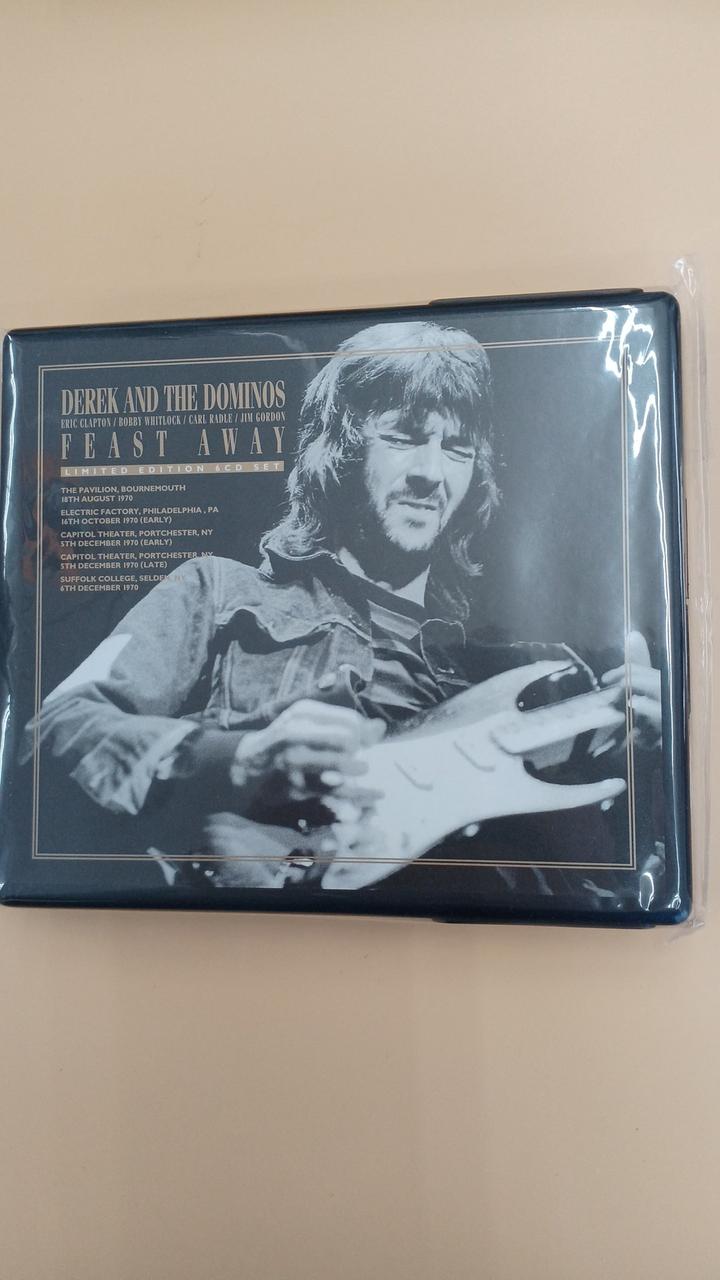 DEREK AND THE DOMINOS
ERIC CLAPTON / BOBBY WHITLOCK / CARL RADLE / JIM GORDON
FEAST AWAY
LIMITED EDITION 6CD SET
THE PAVILION, BOURNEMOUTH
18TH AUGUST 1970
ELECTRIC FACTORY, PHILADELPHIA , PA
16TH OCTOBER 1970 (EARLY)
CAPITOL THEATER, PORTCHESTER, NY
5TH DECEMBER 1970 (EARLY)
CAPITOL THEATER, PORTCHESTER, NY
5TH DECEMBER 1970 (LATE)
SUFFOLK COLLEGE, SELDEN, NY
6TH DECEMBER 1970